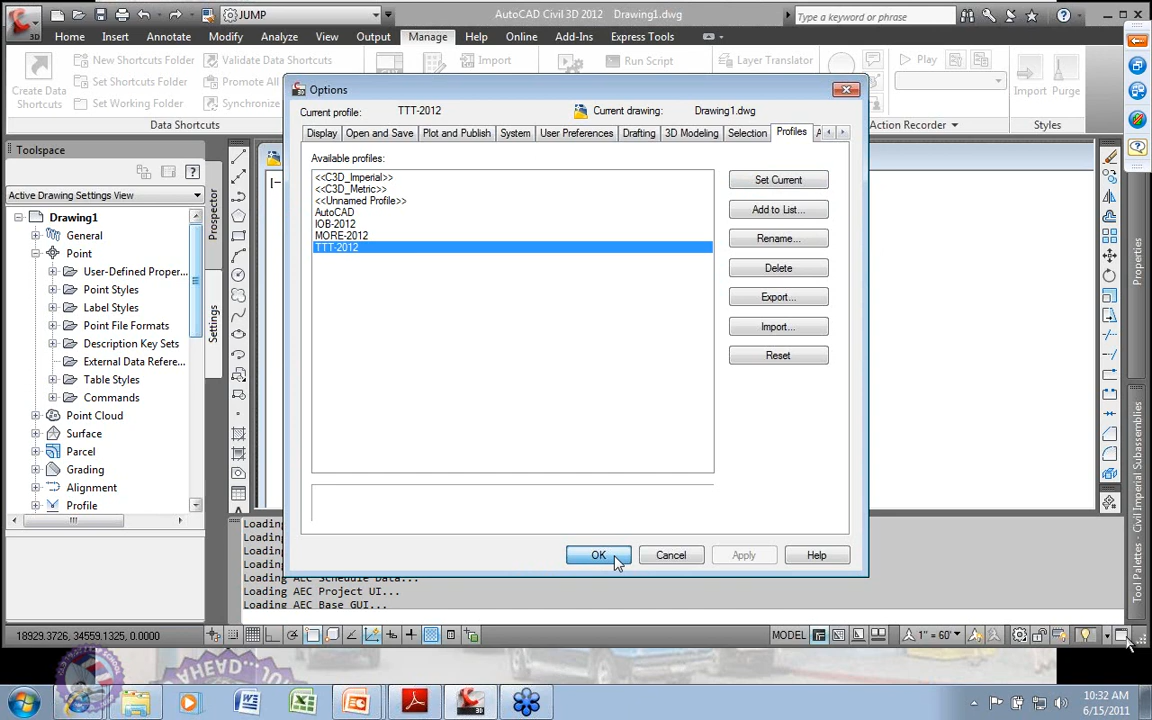 JUMP
AutoCAD Civil 3D 2012 Drawing1.dwg
Type a keyword or phrase
3D
Home Insert Annotate Modify Analyze View Output Manage Help Online Add-Ins Express Tools
New Shortcuts Folder Validate Data Shortcuts Import Run Script Layer Translator Play
Create Data Shortcuts
Set Shortcuts Folder Promote All
Set Working Folder Synchronize
Import Purge
Data Shortcuts Action Recorder Styles
Options
Current profile: TTT-2012 Current drawing: Drawing1.dwg
Display Open and Save Plot and Publish System User Preferences Drafting 3D Modeling Selection Profiles
Available profiles:
<<C3D_Imperial>>
<<C3D_Metric>>
<<Unnamed Profile>>
AutoCAD
IOB-2012
MORE-2012
TTT-2012
Set Current
Add to List...
Rename...
Delete
Export...
Import...
Reset
OK Cancel Apply Help
Toolspace
Active Drawing Settings View
Drawing1
General
Point
User-Defined Proper...
Point Styles
Label Styles
Point File Formats
Description Key Sets
External Data Refere...
Table Styles
Commands
Point Cloud
Surface
Parcel
Grading
Alignment
Profile
Prospector
Settings
Properties
Tool Palettes - Civil Imperial Subassemblies
[-
Loading
Loading
Loading
Loading
Loading AEC Schedule Data...
Loading AEC Project UI...
Loading AEC Base GUI...
18929.3726, 34559.1325, 0.0000
MODEL
1" = 60'
AHEAD
10:32 AM
6/15/2011